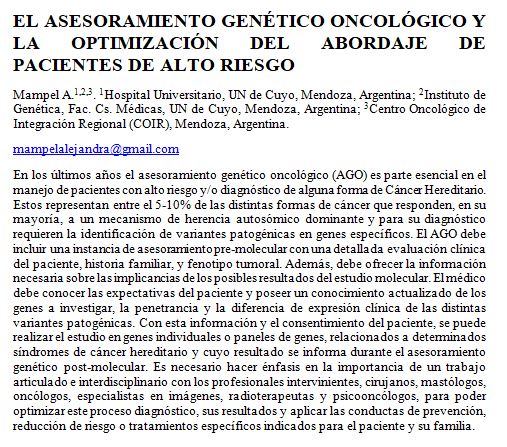 EL ASESORAMIENTO GENÉTICO ONCOLÓGICO Y
LA OPTIMIZACIÓN DEL ABORDAJE DE
PACIENTES DE ALTO RIESGO
Mampel A.1,2,3. 1Hospital Universitario, UN de Cuyo, Mendoza, Argentina; 2Instituto de
Genética, Fac. Cs. Médicas, UN de Cuyo, Mendoza, Argentina; 3Centro Oncológico de
Integración Regional (COIR), Mendoza, Argentina.
mampelalejandra@gmail.com
En los últimos años el asesoramiento genético oncológico (AGO) es parte esencial en el
manejo de pacientes con alto riesgo y/o diagnóstico de alguna forma de Cáncer Hereditario.
Estos representan entre el 5-10% de las distintas formas de cáncer que responden, en su
mayoría, a un mecanismo de herencia autosómico dominante y para su diagnóstico
requieren la identificación de variantes patogénicas en genes específicos. El AGO debe
incluir una instancia de asesoramiento pre-molecular con una detallada evaluación clínica
del paciente, historia familiar, y fenotipo tumoral. Además, debe ofrecer la información
necesaria sobre las implicancias de los posibles resultados del estudio molecular. El médico
debe conocer las expectativas del paciente y poseer un conocimiento actualizado de los
genes a investigar, la penetrancia y la diferencia de expresión clínica de las distintas
variantes patogénicas. Con esta información y el consentimiento del paciente, se puede
realizar el estudio en genes individuales o paneles de genes, relacionados a determinados
síndromes de cáncer hereditario y cuyo resultado se informa durante el asesoramiento
genético post-molecular. Es necesario hacer énfasis en la importancia de un trabajo
articulado e interdisciplinario con los profesionales intervinientes, cirujanos, mastólogos,
oncólogos, especialistas en imágenes, radioterapeutas y psicooncólogos, para poder
optimizar este proceso diagnóstico, sus resultados y aplicar las conductas de prevención,
reducción de riesgo o tratamientos específicos indicados para el paciente y su familia.